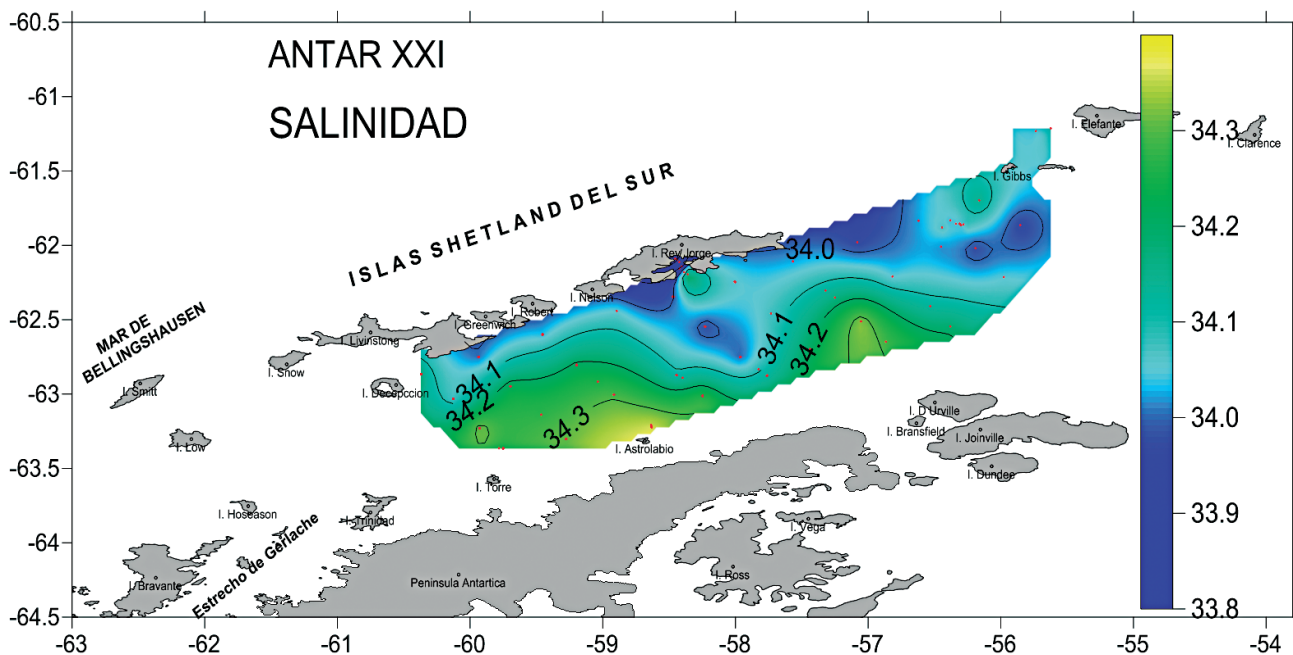 -60.5
-61
-61.5
-62
-62.5
-63
-63.5
-64
-64.5
ANTAR XXI
SALINIDAD
ISLAS SHETLAND DEL SUR
MAR DE
BELLINGSHAUSEN
I. Elefante
I. Clarence
I. Gibbs
I. Rey Jorge
34.0
I. Nelson
I. Robert
I. Greenwich
I. Livinstong
I. Snow
I. Decepccion
I. Smitt
I. Low
34.1
34.2
34.3
34.1
34.2
I. Astrolabio
I. D Urville
I. Bransfield
I. Joinville
I. Dundee
I. Torre
I. Hoseason
I. Trinidad
I. Vega
I. Ross
I. Bravante
Estrecho de Gerlache
Peninsula Antartica
34.3
34.2
34.1
34.0
33.9
33.8
-63 -62 -61 -60 -59 -58 -57 -56 -55 -54